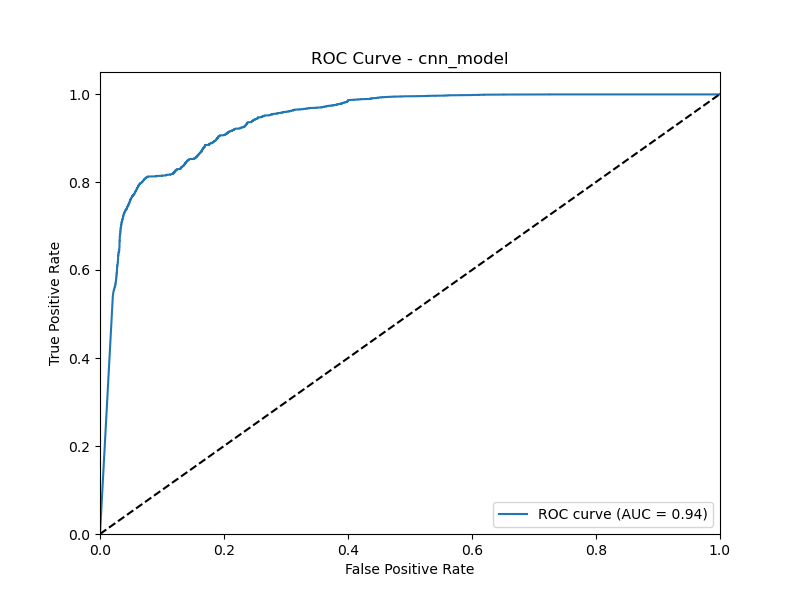 ROC Curve - cnn_model
True Positive Rate
1.0
0.8
0.6
0.4
0.2
0.0
0.0 0.2 0.4 0.6 0.8 1.0
False Positive Rate
ROC curve (AUC = 0.94)